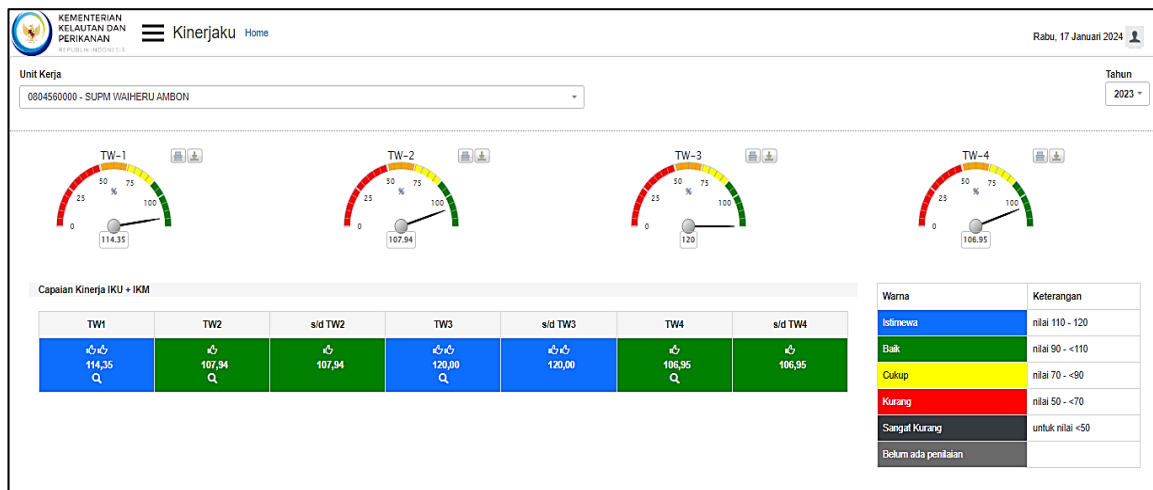 KEMENTERIAN
KELAUTAN DAN
PERIKANAN
REPUBLIK INDONESIA
Kinerjaku Home
Rabu, 17 Januari 2024
Unit Kerja
Tahun
0804560000 - SUPM WAIHERU AMBON
2023
TW-1
0 25 50 75 100
%
114.35
TW-2
0 25 50 75 100
%
107.94
TW-3
0 25 50 75 100
%
120
TW-4
0 25 50 75 100
%
106.95
Capaian Kinerja IKU + IKM
TW1 TW2 s/d TW2 TW3 s/d TW3 TW4 s/d TW4
114,35 107,94 107,94 120,00 120,00 106,95 106,95
Warna Keterangan
Istimewa nilai 110 - 120
Baik nilai 90 - <110
Cukup nilai 70 - <90
Kurang nilai 50 - <70
Sangat Kurang untuk nilai <50
Belum ada penilaian